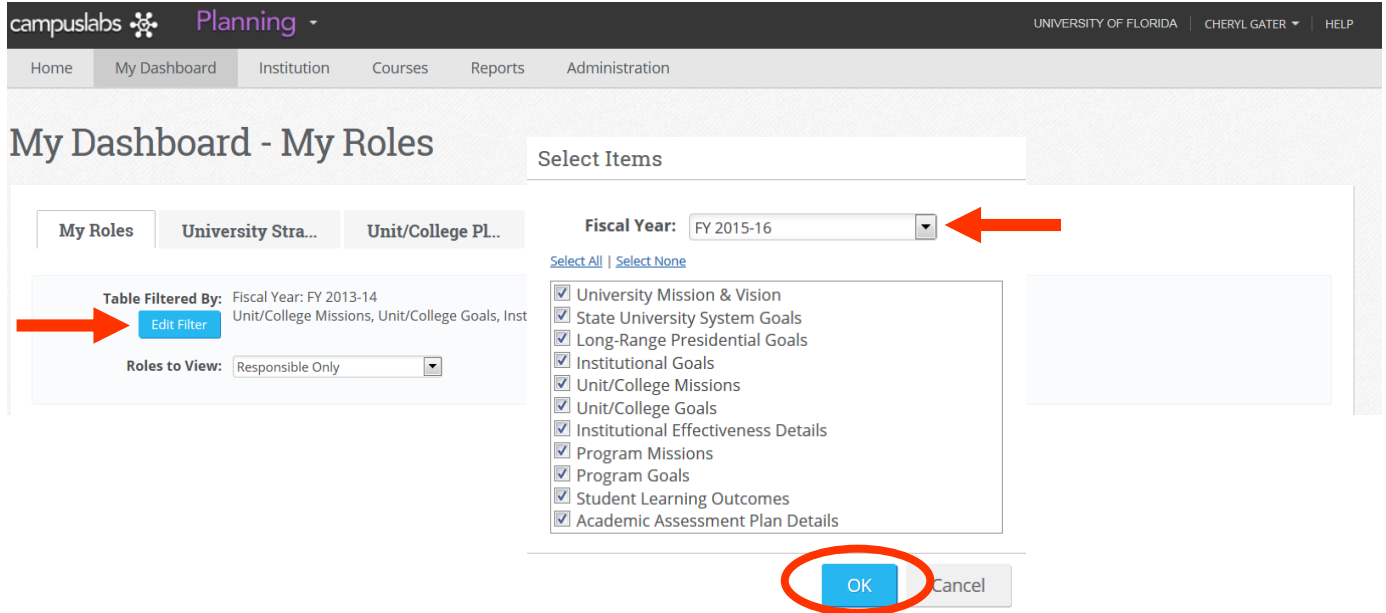 campuslabs Planning UNIVERSITY OF FLORIDA CHERYL GATER HELP
Home My Dashboard Institution Courses Reports Administration
My Dashboard - My Roles
My Roles University Stra... Unit/College Pl...
Table Filtered By: Fiscal Year: FY 2013-14
Edit Filter Unit/College Missions, Unit/College Goals, Inst
Roles to View: Responsible Only
Select Items
Fiscal Year: FY 2015-16
Select All | Select None
University Mission & Vision
State University System Goals
Long-Range Presidential Goals
Institutional Goals
Unit/College Missions
Unit/College Goals
Institutional Effectiveness Details
Program Missions
Program Goals
Student Learning Outcomes
Academic Assessment Plan Details
OK Cancel